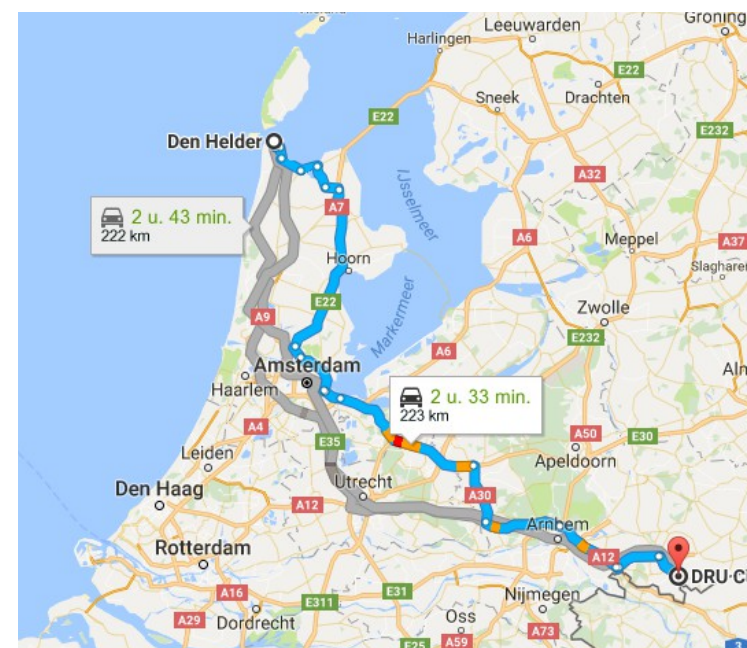 Leeuwarden
Groning
Harlingen
E22
Sneek
Drachten
E22
E232
Den Helder
A32
IJsselmeer
2 u. 43 min.
222 km
A7
A6
Meppel
A37
Hoorn
Slagharen
E22
Markermeer
Zwolle
A9
E232
A6
Amsterdam
Haarlem
2 u. 33 min.
223 km
A4
E35
A50
E30
Leiden
Apeldoorn
Den Haag
Utrecht
A30
A12
Arnhem
Rotterdam
A12
DRU-C
A16
E31
Nijmegen
E311
A29
Dordrecht
Oss
A73
E25
A59
3